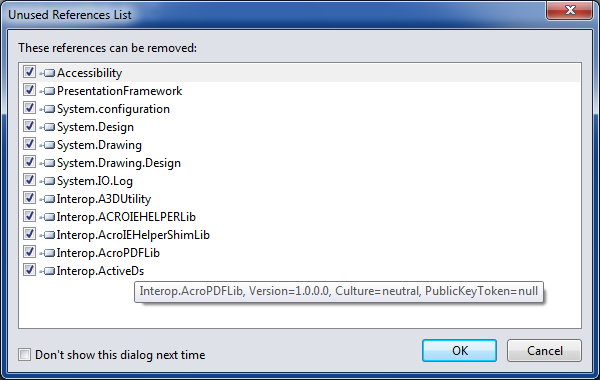 Unused References List
These references can be removed:
Accessibility
PresentationFramework
System.configuration
System.Design
System.Drawing
System.Drawing.Design
System.IO.Log
Interop.A3DUtility
Interop.ACROIEHELPERLib
Interop.AcroIEHelperShimLib
Interop.AcroPDFLib
Interop.ActiveDs
Interop.AcroPDFLib, Version=1.0.0.0, Culture=neutral, PublicKeyToken=null
Don't show this dialog next time
OK
Cancel